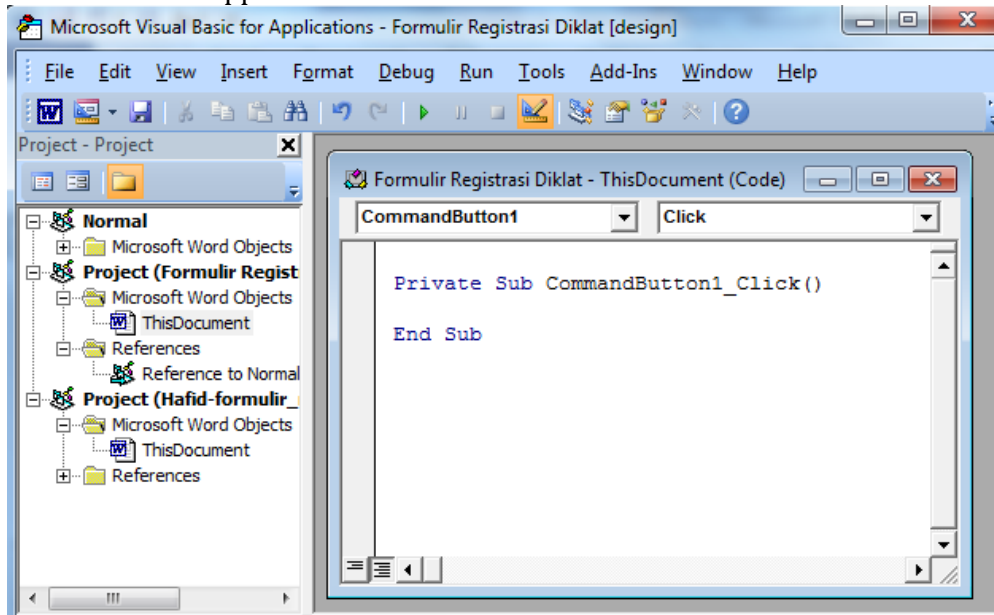 Microsoft Visual Basic for Applications - Formulir Registrasi Diklat [design]
File Edit View Insert Format Debug Run Tools Add-Ins Window Help
Project - Project
Normal
Microsoft Word Objects
Project (Formulir Regist
Microsoft Word Objects
ThisDocument
References
Reference to Normal
Project (Hafid-formulir_
Microsoft Word Objects
ThisDocument
References
Formulir Registrasi Diklat - ThisDocument (Code)
CommandButton1 Click
Private Sub CommandButton1_Click()
End Sub